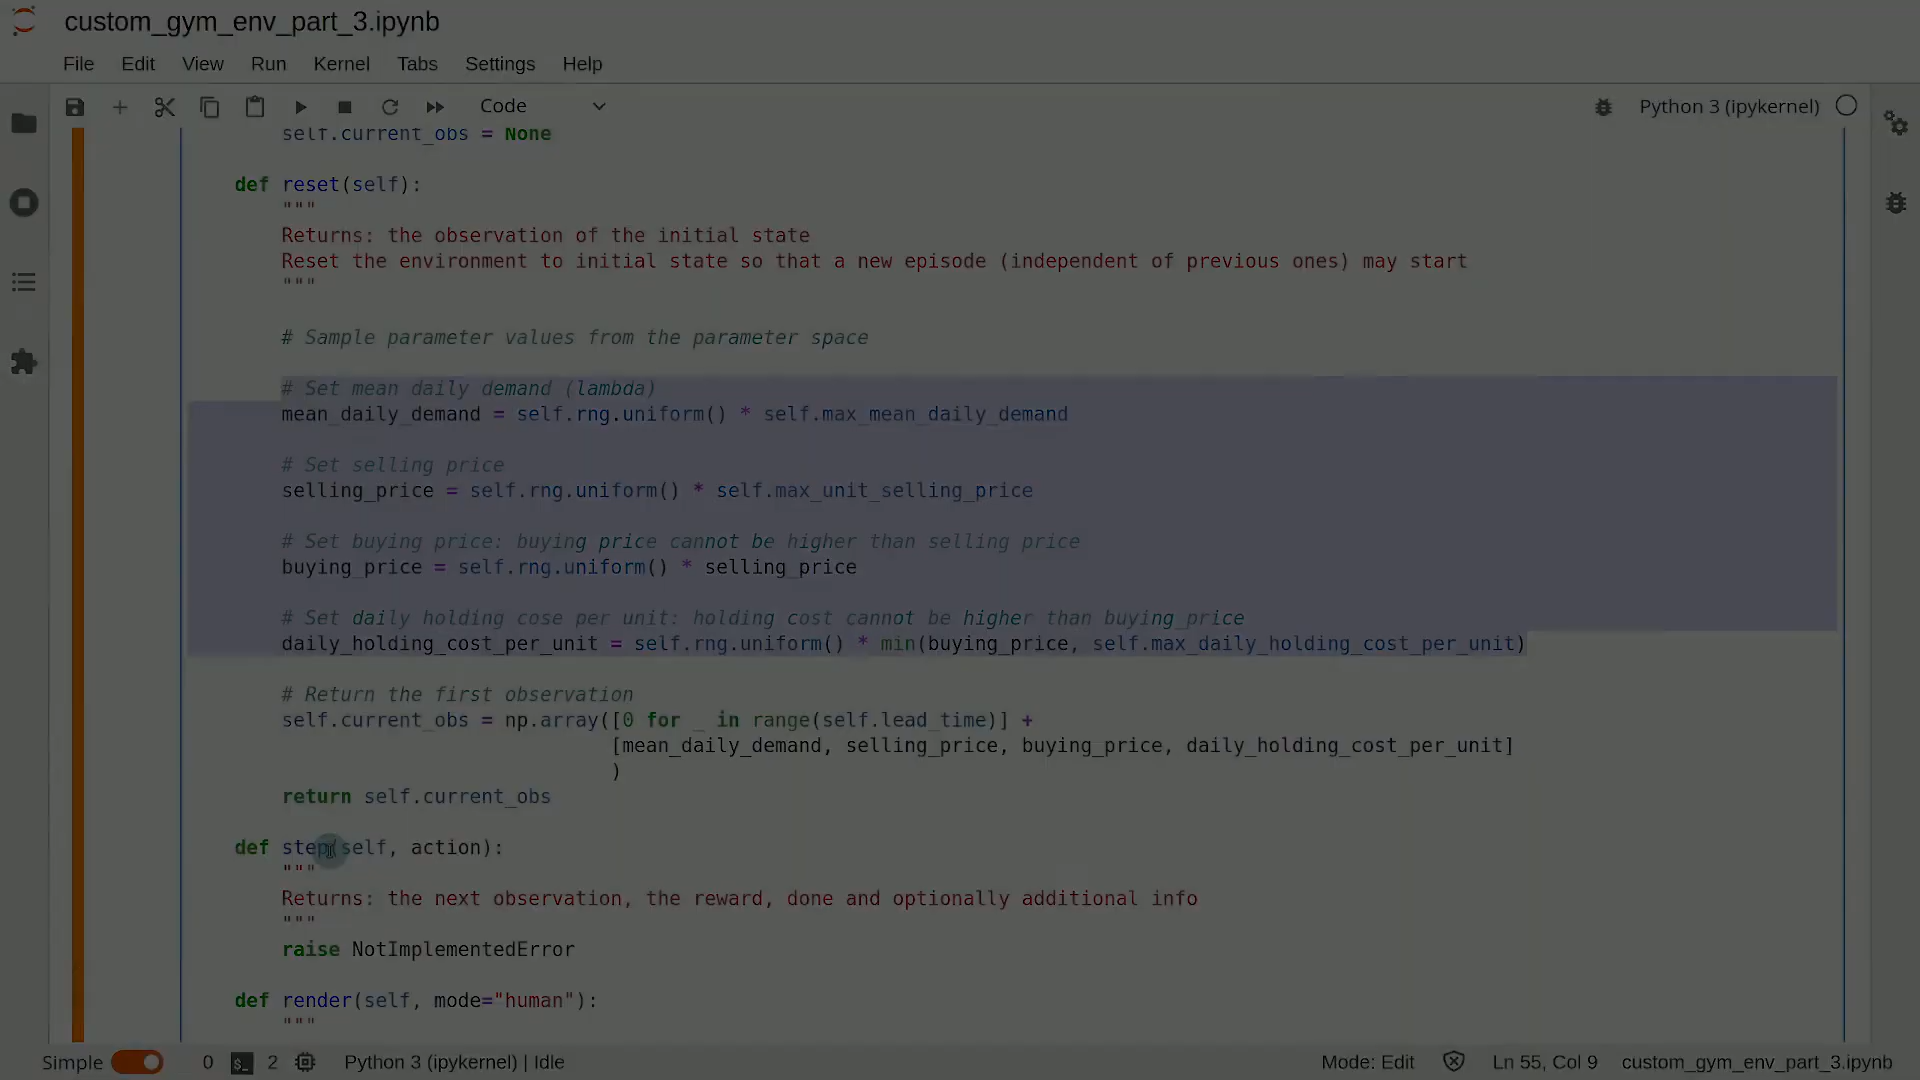 custom_gym_env_part_3.ipynb
File Edit View Run Kernel Tabs Settings Help
Code Python 3 (ipykernel)
self.current_obs = None
def reset(self):
"""
Returns: the observation of the initial state
Reset the environment to initial state so that a new episode (independent of previous ones) may start
"""
# Sample parameter values from the parameter space
# Set mean daily demand (lambda)
mean_daily_demand = self.rng.uniform() * self.max_mean_daily_demand
# Set selling price
selling_price = self.rng.uniform() * self.max_unit_selling_price
# Set buying price: buying price cannot be higher than selling price
buying_price = self.rng.uniform() * selling_price
# Set daily holding cose per unit: holding cost cannot be higher than buying_price
daily_holding_cost_per_unit = self.rng.uniform() * min(buying_price, self.max_daily_holding_cost_per_unit)
# Return the first observation
self.current_obs = np.array([0 for _ in range(self.lead_time)] +
[mean_daily_demand, selling_price, buying_price, daily_holding_cost_per_unit]
)
return self.current_obs
def step(self, action):
"""
Returns: the next observation, the reward, done and optionally additional info
"""
raise NotImplementedError
def render(self, mode="human"):
"""
Simple 0 $_ 2 Python 3 (ipykernel) | Idle Mode: Edit Ln 55, Col 9 custom_gym_env_part_3.ipynb